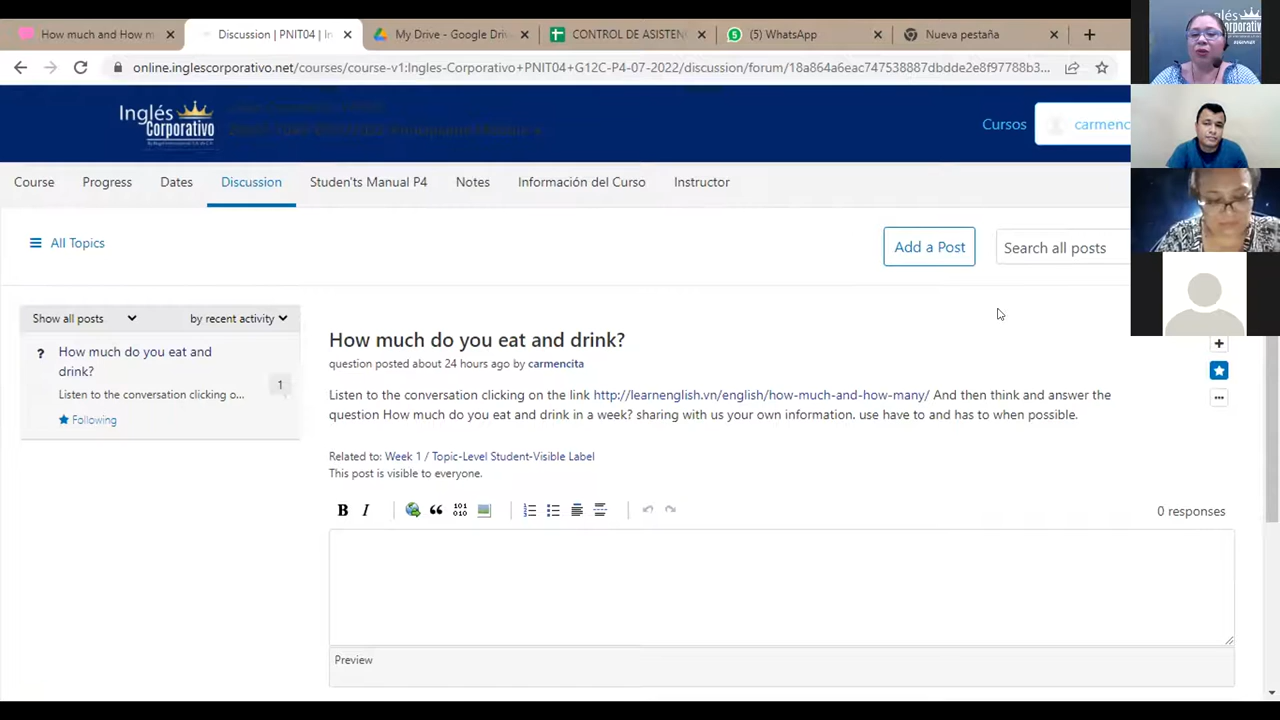 How much and How m
Discussion | PNIT04 | In
My Drive - Google Driv
CONTROL DE ASISTEN
(5) WhatsApp
Nueva pestaña
online.inglescorporativo.net/courses/course-v1:Ingles-Corporativo+PNIT04+G12C-P4-07-2022/discussion/forum/18a864a6eac747538887dbdde2e8f97788b3...
Inglés
Corporativo
Cursos
carmenc
Course
Progress
Dates
Discussion
Studen'ts Manual P4
Notes
Información del Curso
Instructor
All Topics
Add a Post
Search all posts
Show all posts
by recent activity
How much do you eat and
drink?
Listen to the conversation clicking o...
1
Following
How much do you eat and drink?
question posted about 24 hours ago by carmencita
Listen to the conversation clicking on the link http://learnenglish.vn/english/how-much-and-how-many/ And then think and answer the
question How much do you eat and drink in a week? sharing with us your own information. use have to and has to when possible.
Related to: Week 1 / Topic-Level Student-Visible Label
This post is visible to everyone.
0 responses
Preview